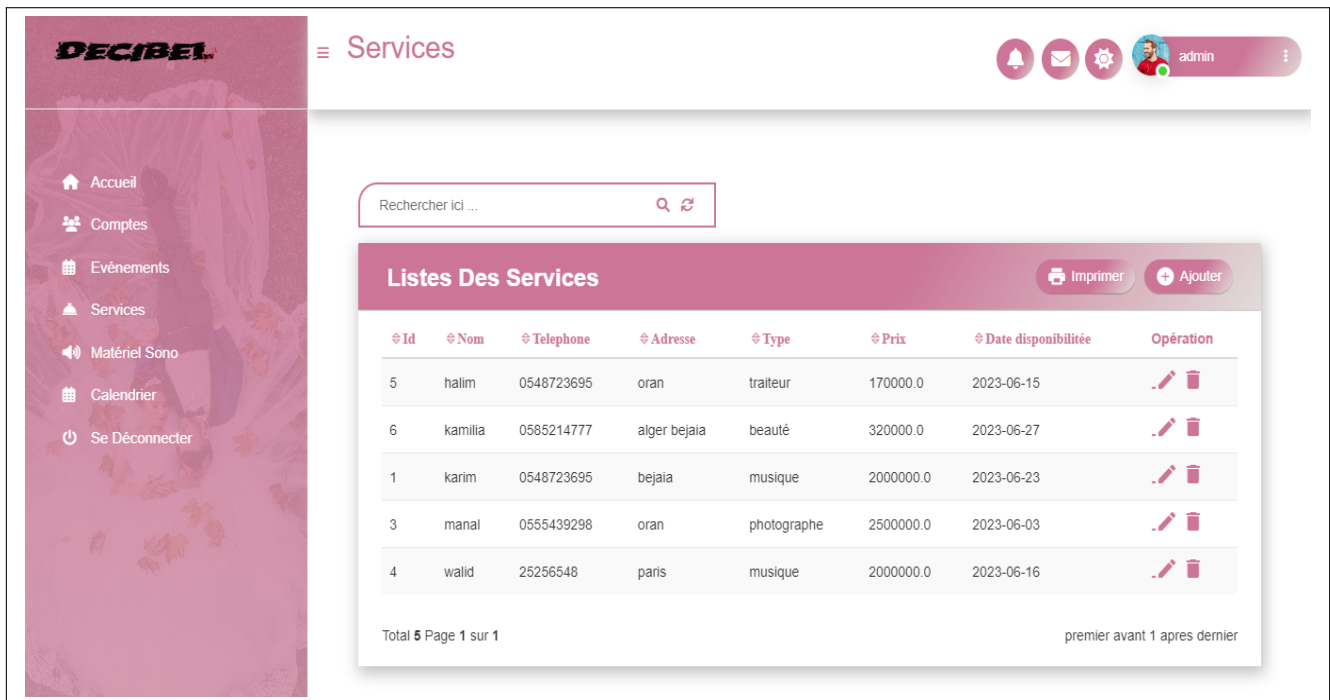 DECIBEL
Services
admin
Accueil
Comptes
Evénements
Services
Matériel Sono
Calendrier
Se Déconnecter
Rechercher ici ...
Listes Des Services
Imprimer
Ajouter
Id Nom Telephone Adresse Type Prix Date disponibilitée Opération
5 halim 0548723695 oran traiteur 170000.0 2023-06-15
6 kamilia 0585214777 alger bejaia beauté 320000.0 2023-06-27
1 karim 0548723695 bejaia musique 2000000.0 2023-06-23
3 manal 0555439298 oran photographe 2500000.0 2023-06-03
4 walid 25256548 paris musique 2000000.0 2023-06-16
Total 5 Page 1 sur 1
premier avant 1 apres dernier